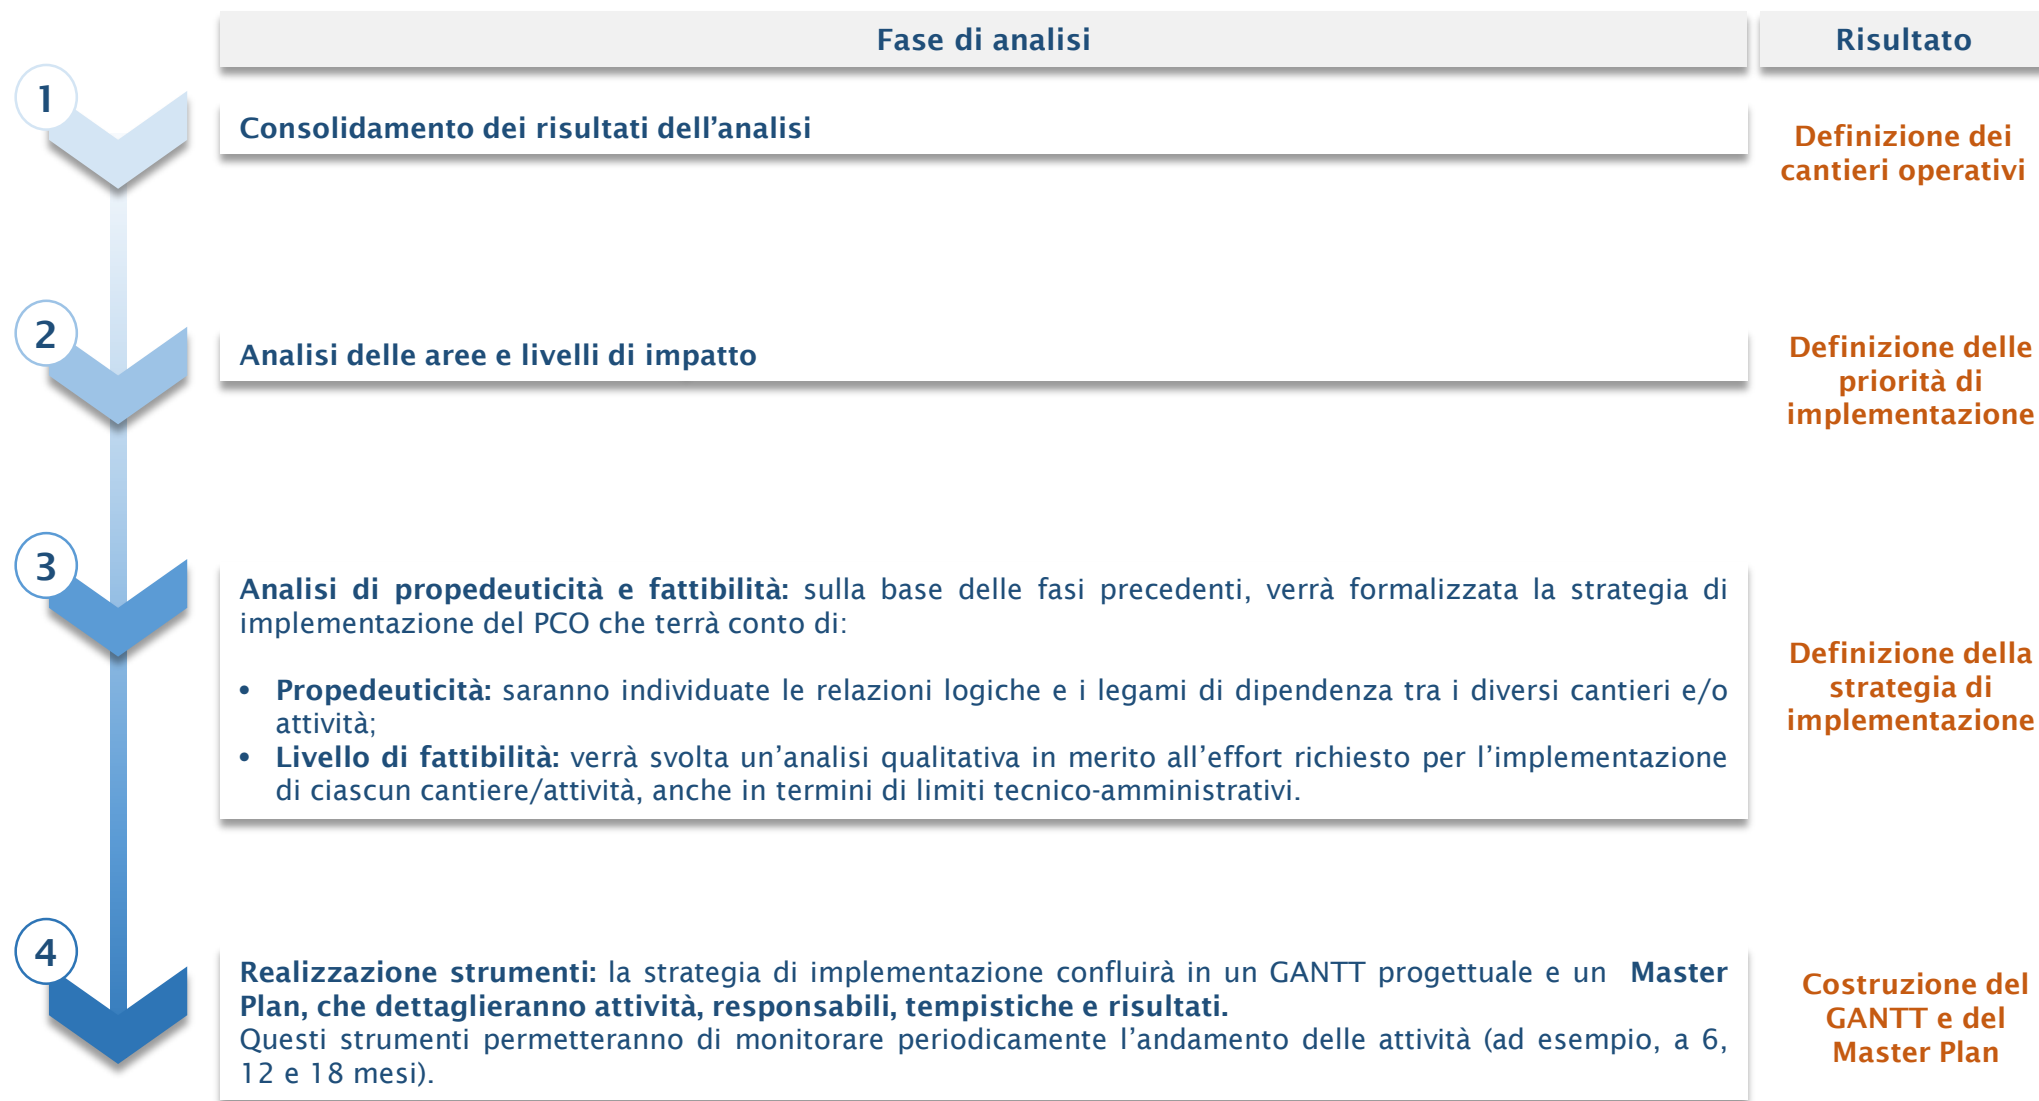 Fase di analisi
Risultato
1
Consolidamento dei risultati dell’analisi
Definizione dei
cantieri operativi
2
Analisi delle aree e livelli di impatto
Definizione delle
priorità di
implementazione
3
Analisi di propedeuticità e fattibilità: sulla base delle fasi precedenti, verrà formalizzata la strategia di
implementazione del PCO che terrà conto di:
• Propedeuticità: saranno individuate le relazioni logiche e i legami di dipendenza tra i diversi cantieri e/o
attività;
• Livello di fattibilità: verrà svolta un’analisi qualitativa in merito all’effort richiesto per l’implementazione
di ciascun cantiere/attività, anche in termini di limiti tecnico-amministrativi.
Definizione della
strategia di
implementazione
4
Realizzazione strumenti: la strategia di implementazione confluirà in un GANTT progettuale e un Master
Plan, che dettaglieranno attività, responsabili, tempistiche e risultati.
Questi strumenti permetteranno di monitorare periodicamente l’andamento delle attività (ad esempio, a 6,
12 e 18 mesi).
Costruzione del
GANTT e del
Master Plan